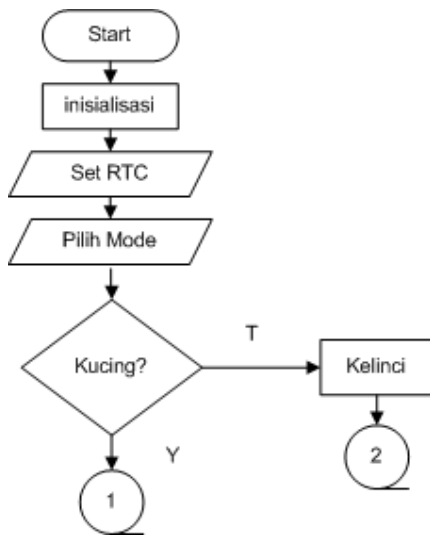 Start
inisialisasi
Set RTC
Pilih Mode
Kucing?
T
Kelinci
Y
1
2